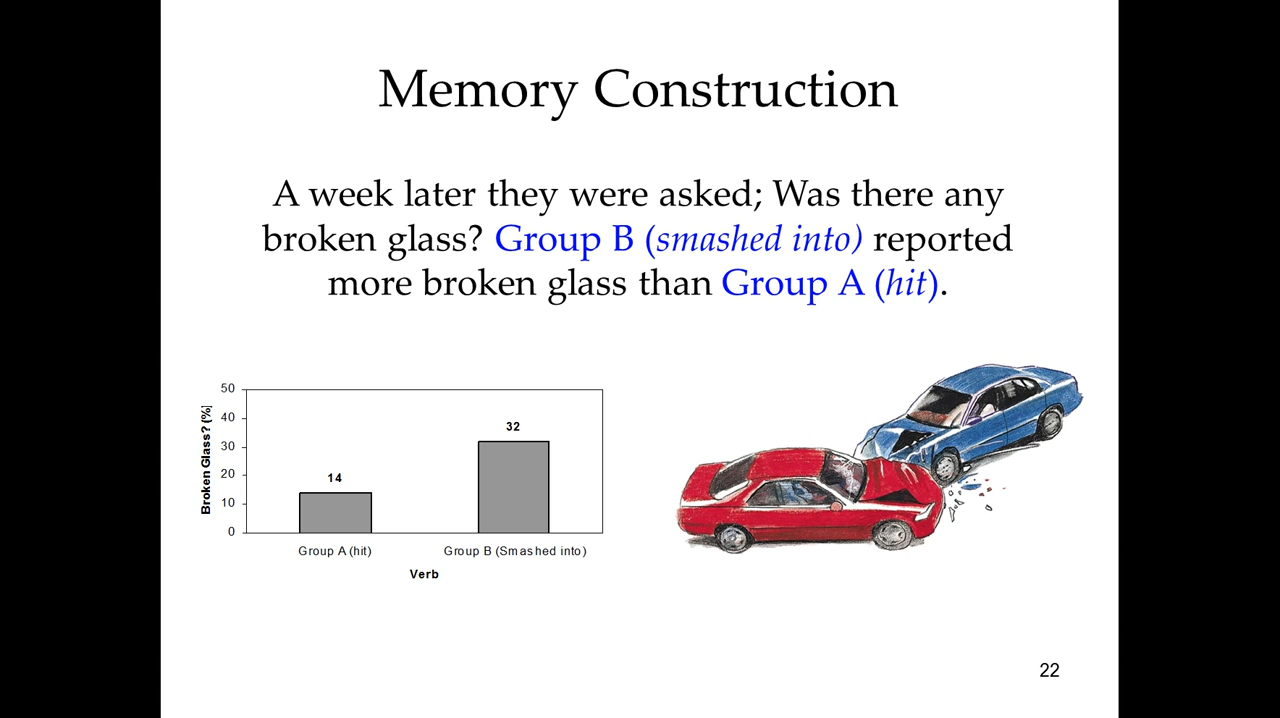 Memory Construction
A week later they were asked; Was there any
broken glass? Group B (smashed into) reported
more broken glass than Group A (hit).
50
40
30
20
10
0
Broken Glass? (%)
14
32
Group A (hit)
Group B (Smashed into)
Verb
22